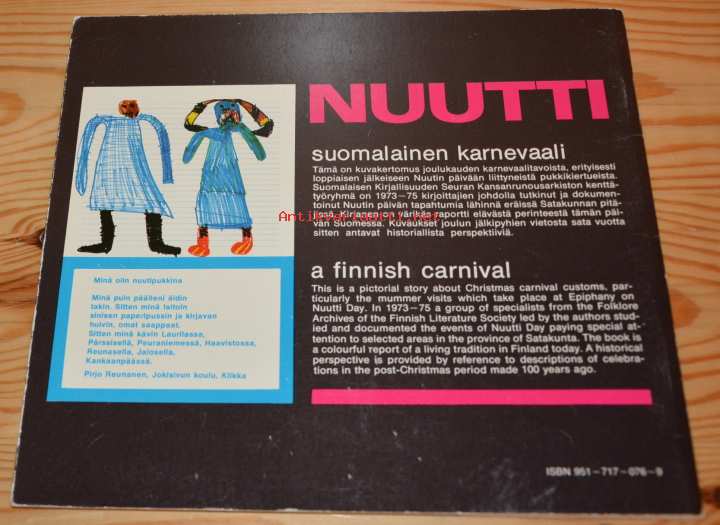 NUUTTI
suomalainen karnevaali
Tämä on kuvakertomus joulukauden karnevaalitavoista, erityisesti
loppiaisen jälkeiseen Nuutin päivään liittyneistä pukkikiertueista.
Suomalaisen Kirjallisuuden Seuran Kansanrunousarkiston kenttä-
työryhmä on 1973-75 kirjoittajien johdolla tutkinut ja dokumen-
toinut Nuutin päivän tapahtumia lähinnä eräissä Satakunnan pitä-
jissä. Kirja on värikäs raportti elävästä perinteestä tämän päi-
vän Suomessa. Kuvaukset joulun jälkipyhien vietosta sata vuotta
sitten antavat historiallista perspektiiviä.
a finnish carnival
This is a pictorial story about Christmas carnival customs, par-
ticularly the mummer visits which take place at Epiphany on
Nuutti Day. In 1973-75 a group of specialists from the Folklore
Archives of the Finnish Literature Society led by the authors stud-
ied and documented the events of Nuutti Day paying special at-
tention to selected areas in the province of Satakunta. The book is
a colourful report of a living tradition in Finland today. A historical
perspective is provided by reference to descriptions of celebra-
tions in the post-Christmas period made 100 years ago.
Minä olin nuutipukkina
Minä puin päälleni äidin
takin. Sitten minä laitoin
sinisen paperipussin ja kirjavan
huivin, omat saappaat.
Sitten minä kävin Laurilassa,
Pörssisellä, Peuraniemessä, Haavistossa,
Reunasella, Jalosella,
Kankaanpäässä.
Pirjo Reunanen, Jokisivun koulu, Kiikka
ISBN 951-717-076-9